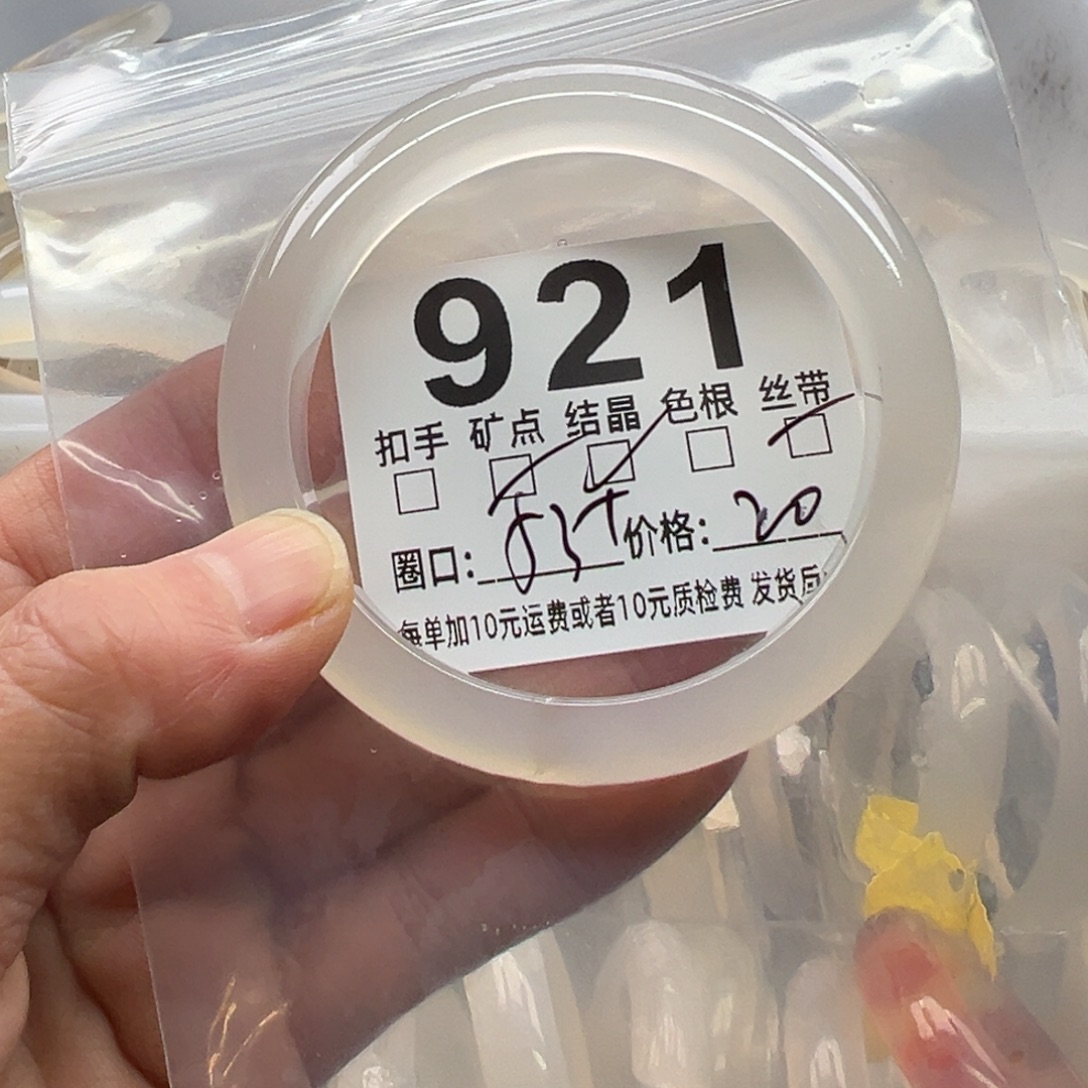 921
扣手 矿点 结晶 色根 丝带
圈口: 价格: 20
每单加10元运费或者10元质检费 发货后